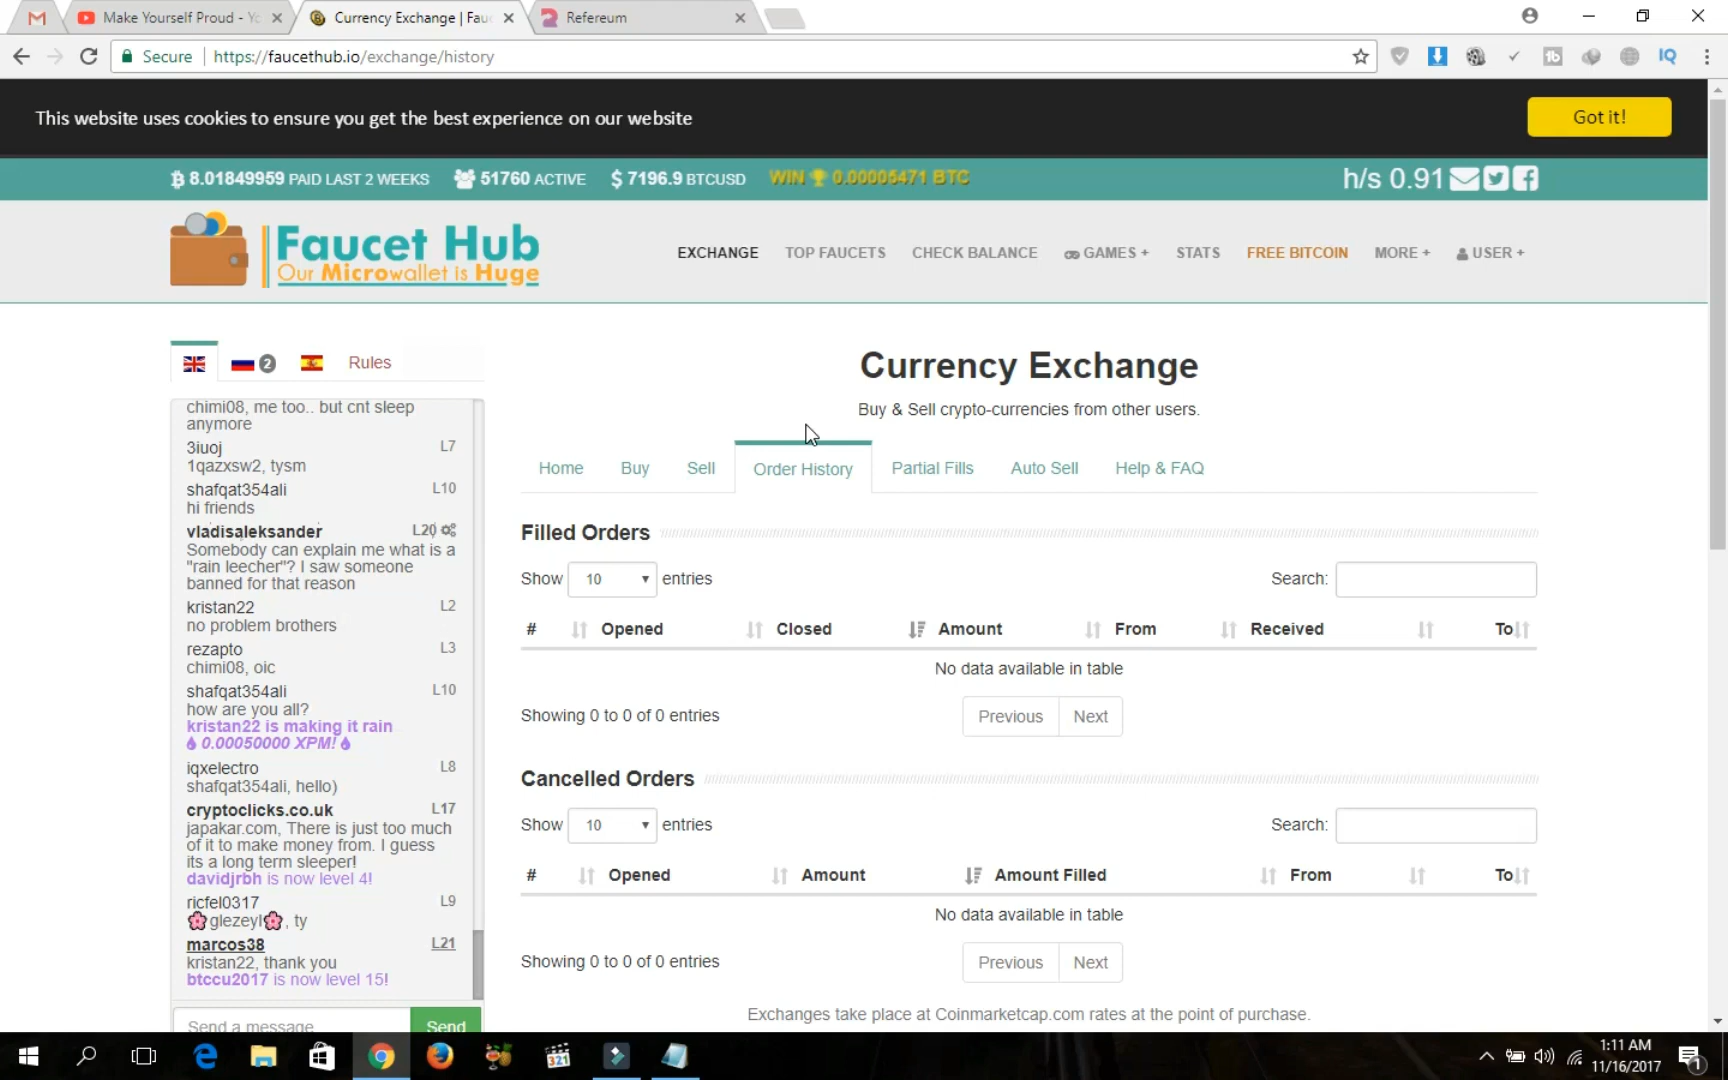 Make Yourself Proud - Yo
Currency Exchange | Fauc
Refereum
Secure
https://faucethub.io/exchange/history
This website uses cookies to ensure you get the best experience on our website
Got it!
8.01849959 PAID LAST 2 WEEKS
51760 ACTIVE
$ 7196.9 BTCUSD
WIN 0.00005471 BTC
h/s 0.91
Faucet Hub
Our Microwallet is Huge
EXCHANGE
TOP FAUCETS
CHECK BALANCE
GAMES +
STATS
FREE BITCOIN
MORE +
USER +
2
Rules
chimi08, me too.. but cnt sleep
anymore
3iuoj L7
1qazxsw2, tysm
shafqat354ali L10
hi friends
vladisaleksander L20
Somebody can explain me what is a
"rain leecher"? I saw someone
banned for that reason
kristan22 L2
no problem brothers
rezapto L3
chimi08, oic
shafqat354ali L10
how are you all?
kristan22 is making it rain
0.00050000 XPM!
iqxelectro L8
shafqat354ali, hello)
cryptoclicks.co.uk L17
japakar.com, There is just too much
of it to make money from. I guess
its a long term sleeper!
davidjrbh is now level 4!
ricfel0317 L9
🌸glezeyl🌸, ty
marcos38 L21
kristan22, thank you
btccu2017 is now level 15!
Send a message
Send
Currency Exchange
Buy & Sell crypto-currencies from other users.
Home
Buy
Sell
Order History
Partial Fills
Auto Sell
Help & FAQ
Filled Orders
Show 10 entries
Search:
# Opened Closed Amount From Received To
No data available in table
Showing 0 to 0 of 0 entries
Previous Next
Cancelled Orders
Show 10 entries
Search:
# Opened Amount Amount Filled From To
No data available in table
Showing 0 to 0 of 0 entries
Previous Next
Exchanges take place at Coinmarketcap.com rates at the point of purchase.
IQ
321
1:11 AM
11/16/2017
1